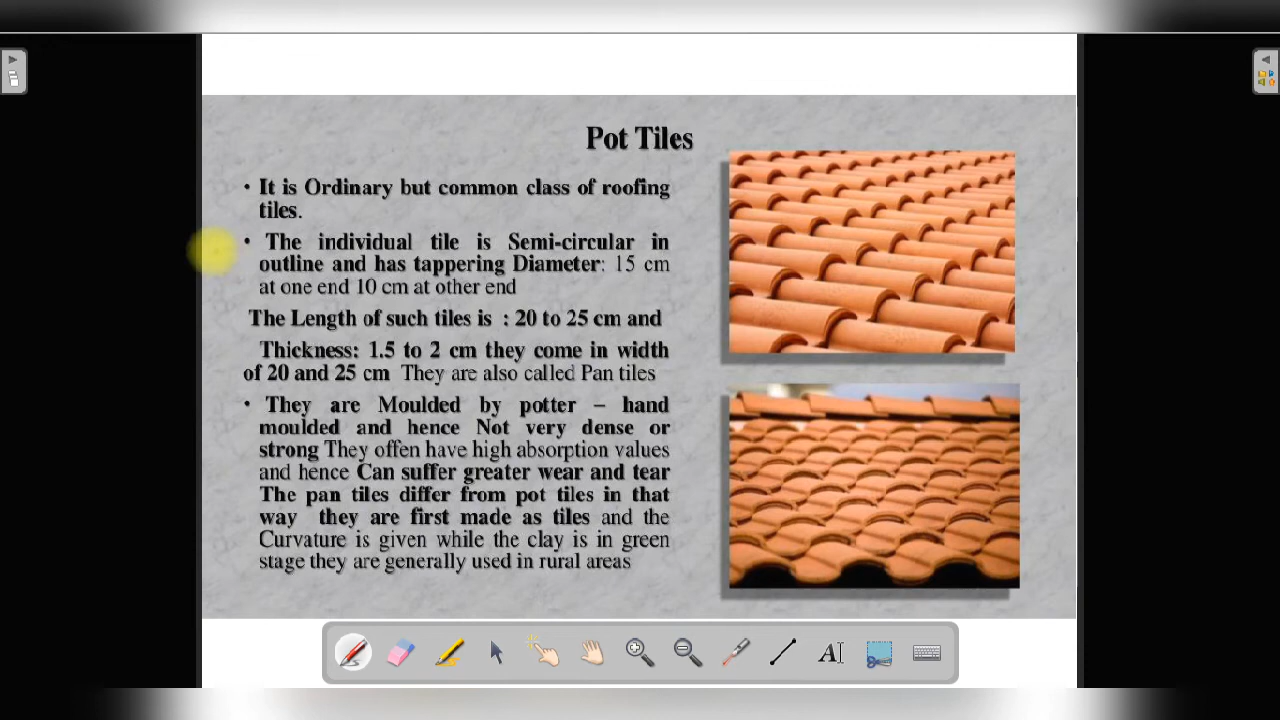 Pot Tiles
• It is Ordinary but common class of roofing
tiles.
• The individual tile is Semi-circular in
outline and has tappering Diameter: 15 cm
at one end 10 cm at other end
The Length of such tiles is : 20 to 25 cm and
Thickness: 1.5 to 2 cm they come in width
of 20 and 25 cm They are also called Pan tiles
• They are Moulded by potter – hand
moulded and hence Not very dense or
strong They offen have high absorption values
and hence Can suffer greater wear and tear
The pan tiles differ from pot tiles in that
way they are first made as tiles and the
Curvature is given while the clay is in green
stage they are generally used in rural areas